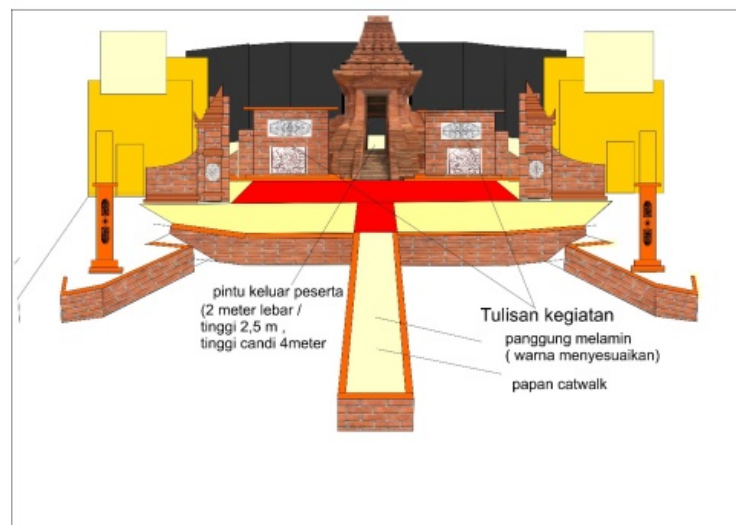 pintu keluar peserta
(2 meter lebar /
tinggi 2,5 m ,
tinggi candi 4meter
Tulisan kegiatan
panggung melamin
( warna menyesuaikan)
papan catwalk